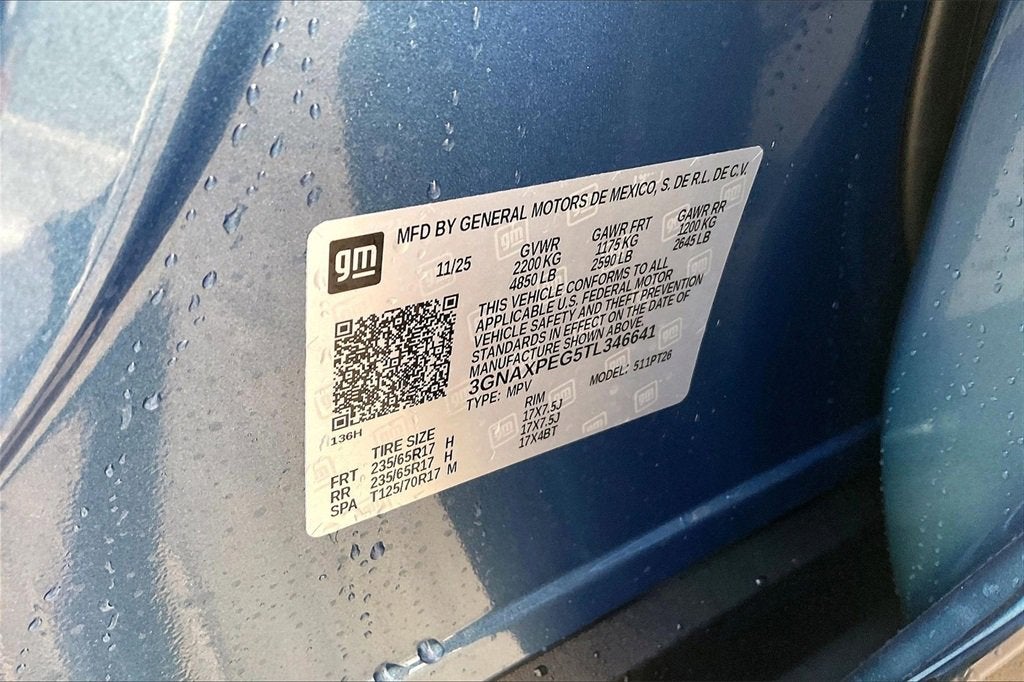 gm
MFD BY GENERAL MOTORS DE MEXICO, S. DE R.L. DE C.V.
11/25
GVWR GAWR FRT GAWR RR
2200 KG 1175 KG 1200 KG
4850 LB 2590 LB 2645 LB
THIS VEHICLE CONFORMS TO ALL
APPLICABLE U.S. FEDERAL MOTOR
VEHICLE SAFETY AND THEFT PREVENTION
STANDARDS IN EFFECT ON THE DATE OF
MANUFACTURE SHOWN ABOVE.
3GNAXPEG5TL346641
TYPE: MPV MODEL: 511PT26
136H
TIRE SIZE RIM
FRT 235/65R17 H 17X7.5J
RR 235/65R17 H 17X7.5J
SPA T125/70R17 M 17X4BT